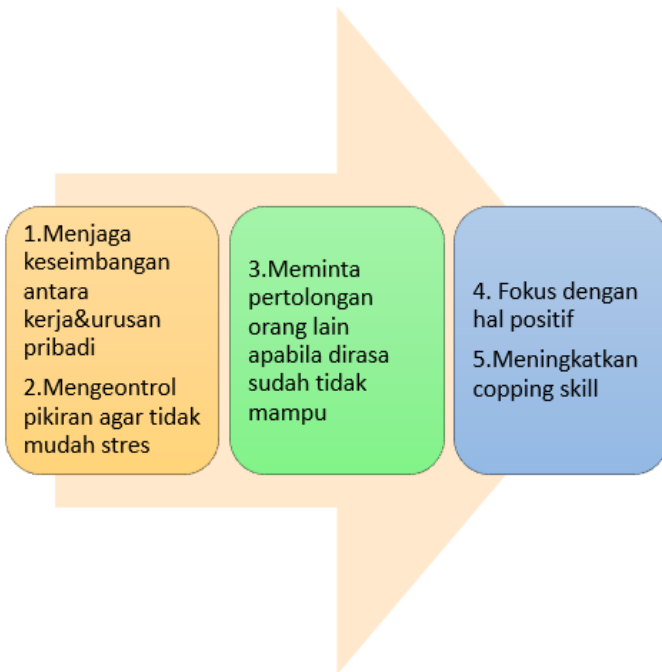 1.Menjaga
keseimbangan
antara
kerja&urusan
pribadi
2.Mengeontrol
pikiran agar tidak
mudah stres
3.Meminta
pertolongan
orang lain
apabila dirasa
sudah tidak
mampu
4. Fokus dengan
hal positif
5.Meningkatkan
copping skill